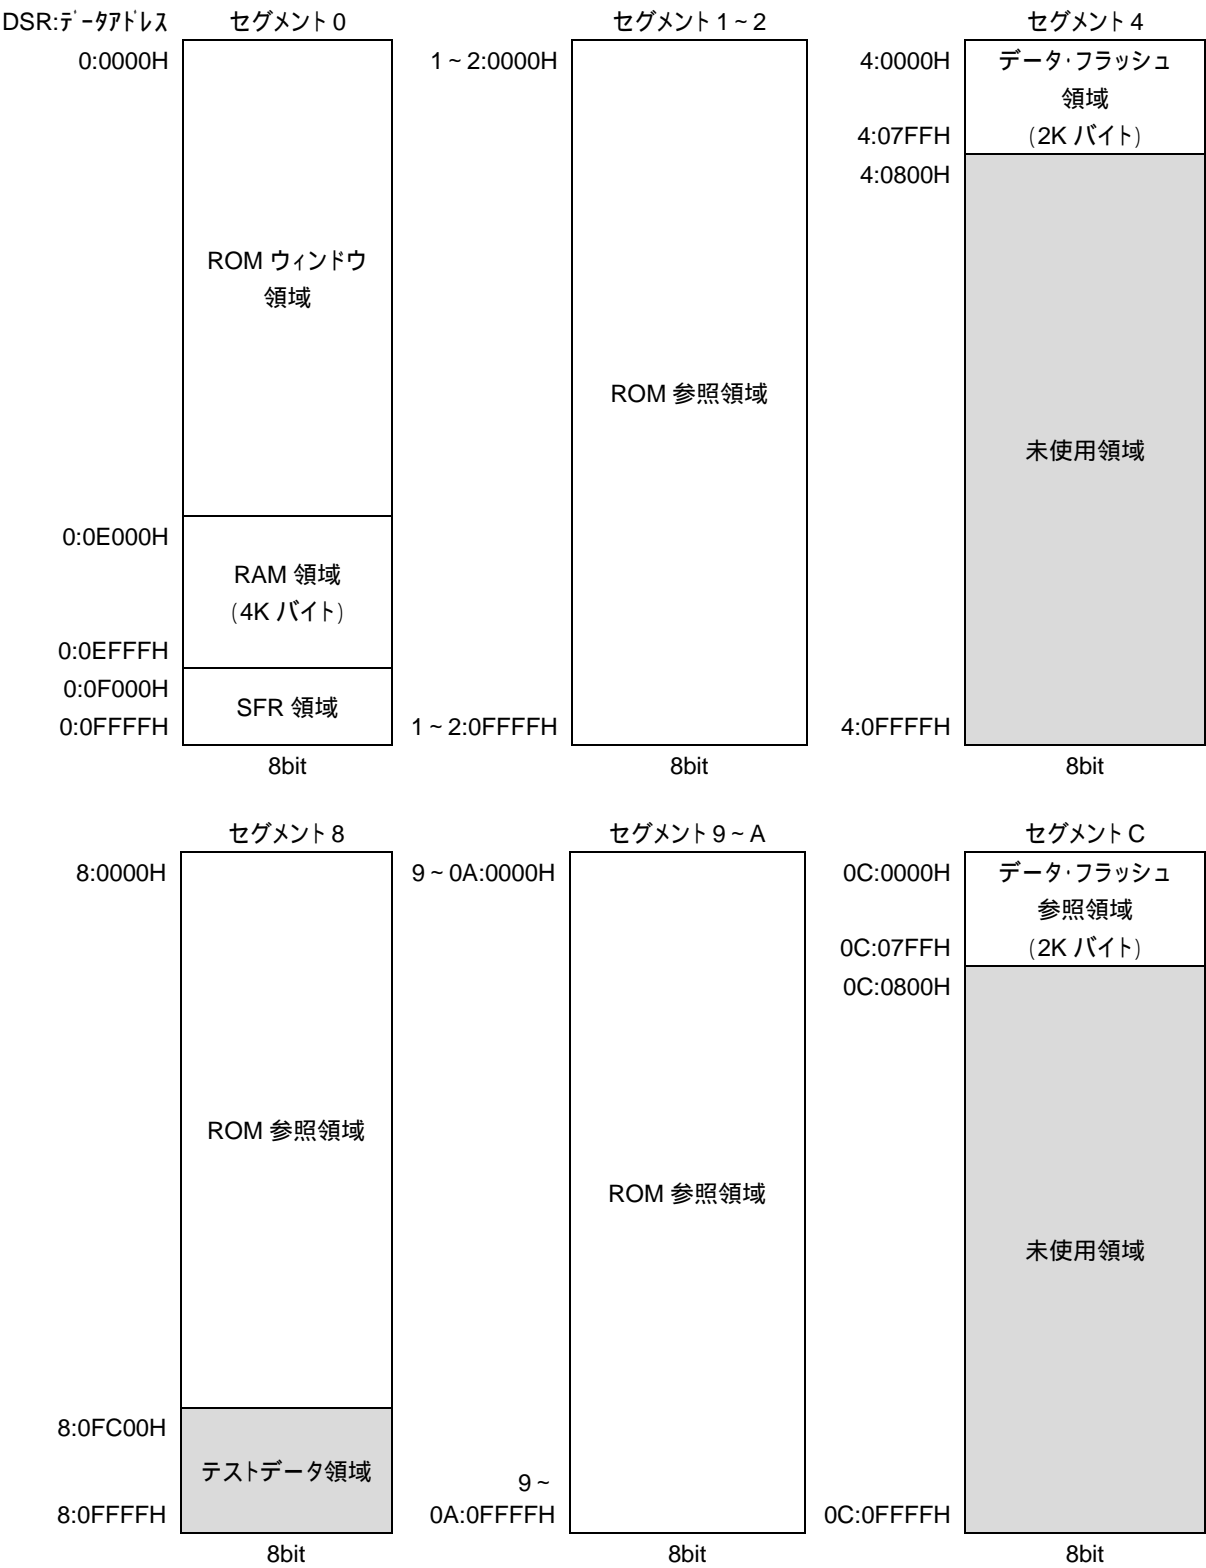 DSR:ﾃﾞｰﾀｱﾄﾞﾚｽ
セグメント 0
0:0000H
ROM ウィンドウ
領域
0:0E000H
RAM 領域
(4K バイト)
0:0EFFFH
0:0F000H
SFR 領域
0:0FFFFH
8bit
セグメント 1 ~ 2
1 ~ 2:0000H
ROM 参照領域
1 ~ 2:0FFFFH
8bit
セグメント 4
4:0000H
データ・フラッシュ
領域
(2K バイト)
4:07FFH
4:0800H
未使用領域
4:0FFFFH
8bit
セグメント 8
8:0000H
ROM 参照領域
8:0FC00H
テストデータ領域
8:0FFFFH
8bit
セグメント 9 ~ A
9 ~ 0A:0000H
ROM 参照領域
9 ~
0A:0FFFFH
8bit
セグメント C
0C:0000H
データ・フラッシュ
参照領域
(2K バイト)
0C:07FFH
0C:0800H
未使用領域
0C:0FFFFH
8bit